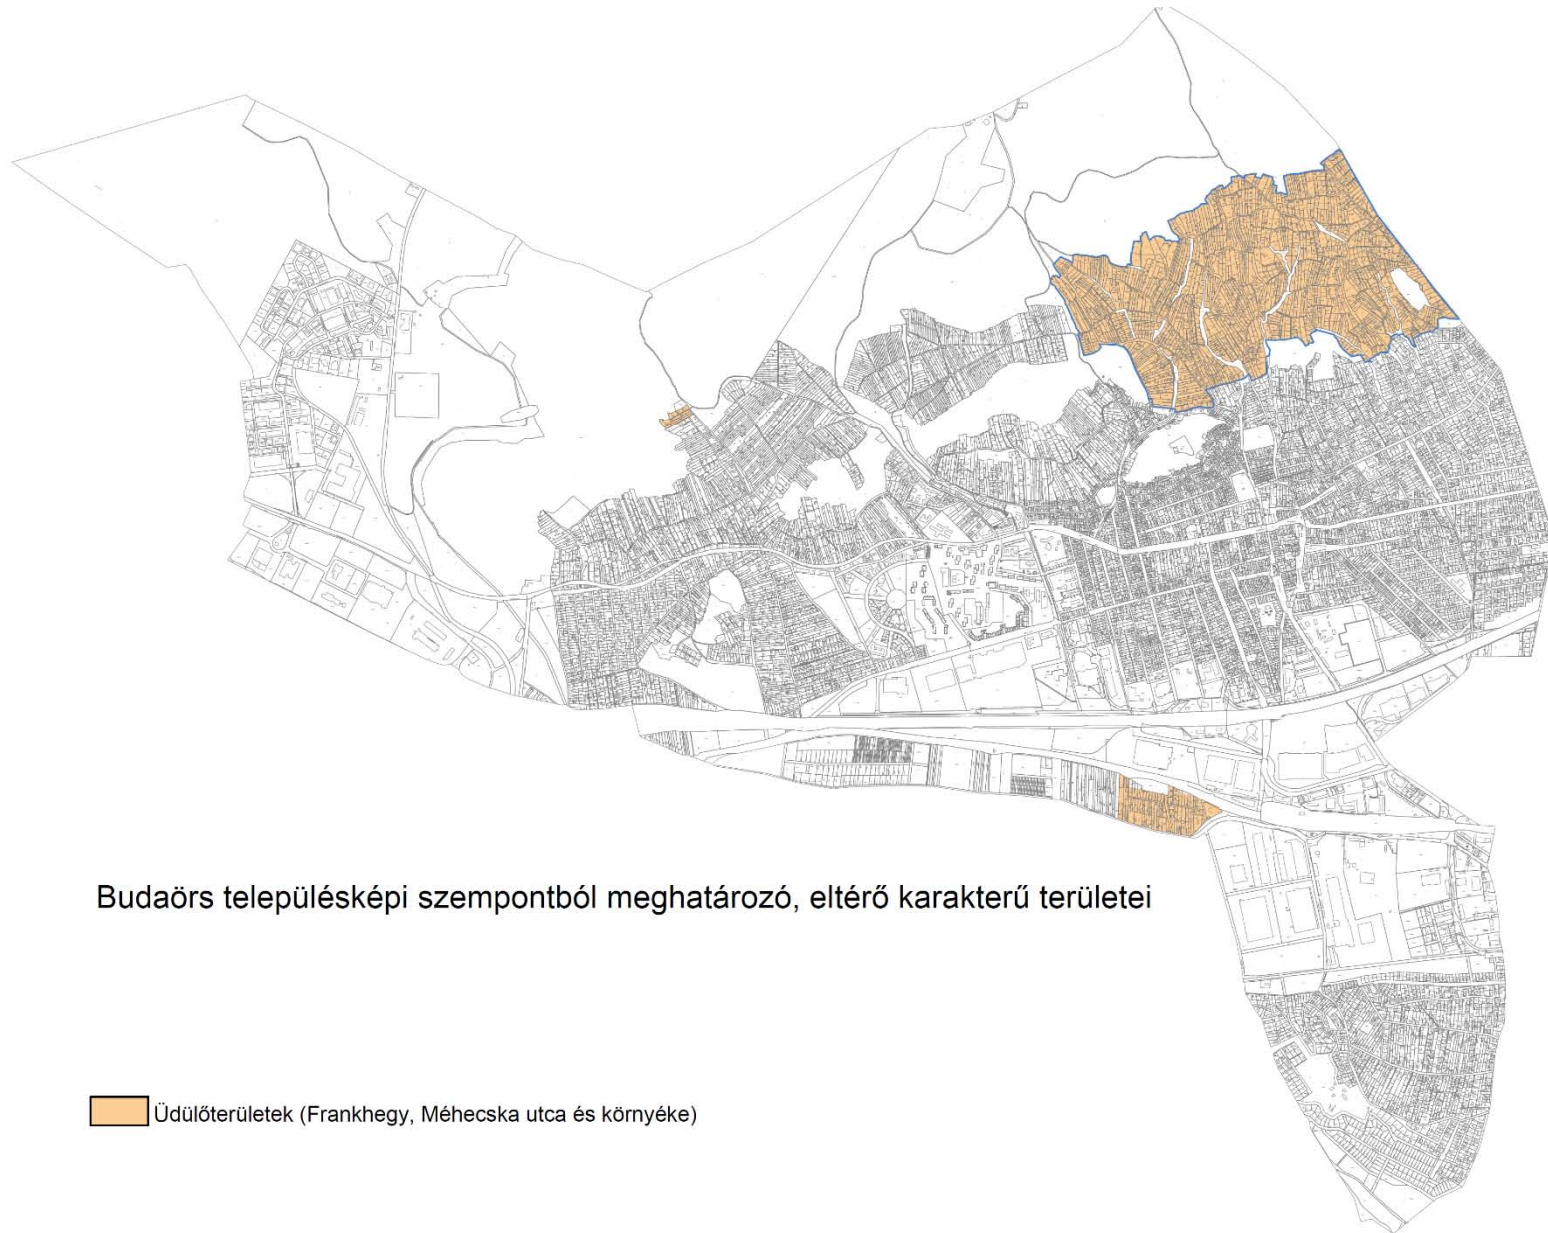 Budaörs településképi szempontból meghatározó, eltérő karakterű területei
Üdülőterületek (Frankhegy, Méhecska utca és környéke)